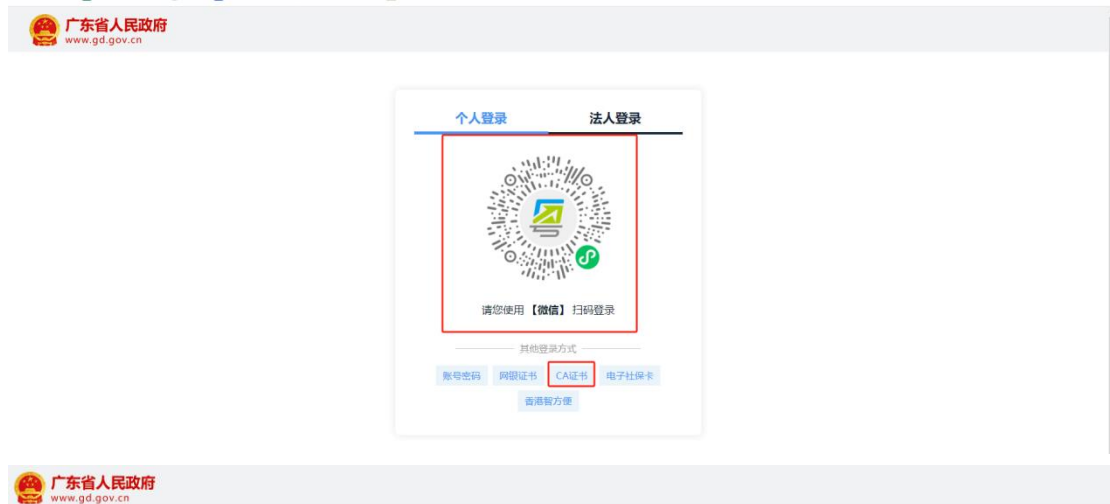 广东省人民政府
www.gd.gov.cn
个人登录 法人登录
请您使用【微信】扫码登录
其他登录方式
账号密码 网银证书 CA证书 电子社保卡
香港智方便
广东省人民政府
www.gd.gov.cn